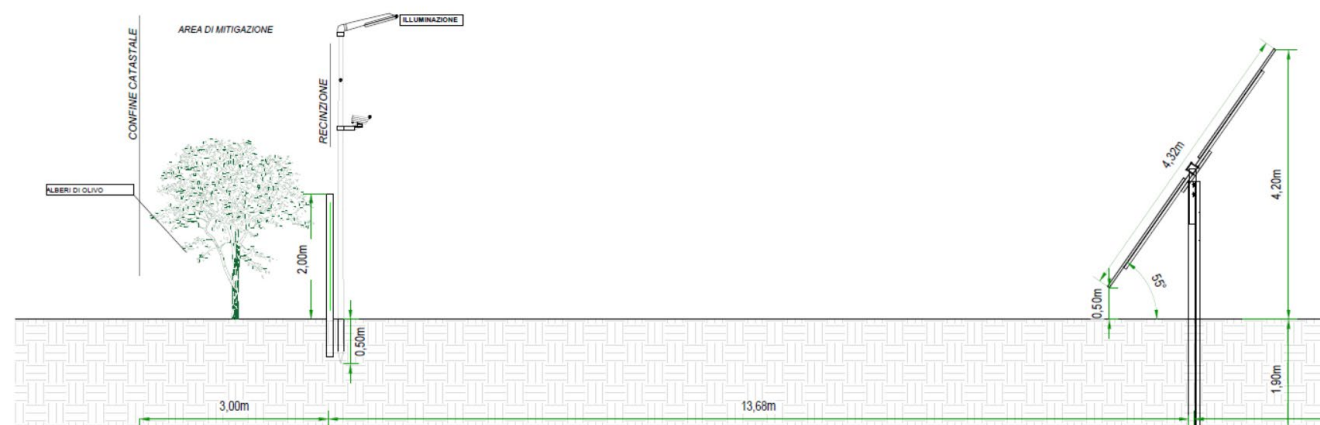 CONFINE CATASTALE
AREA DI MITIGAZIONE
RECINZIONE
ILLUMINAZIONE
ALBERI DI OLIVO
2,00m
0,50m
3,00m
13,68m
4,32m
4,20m
55°
0,50m
1,90m